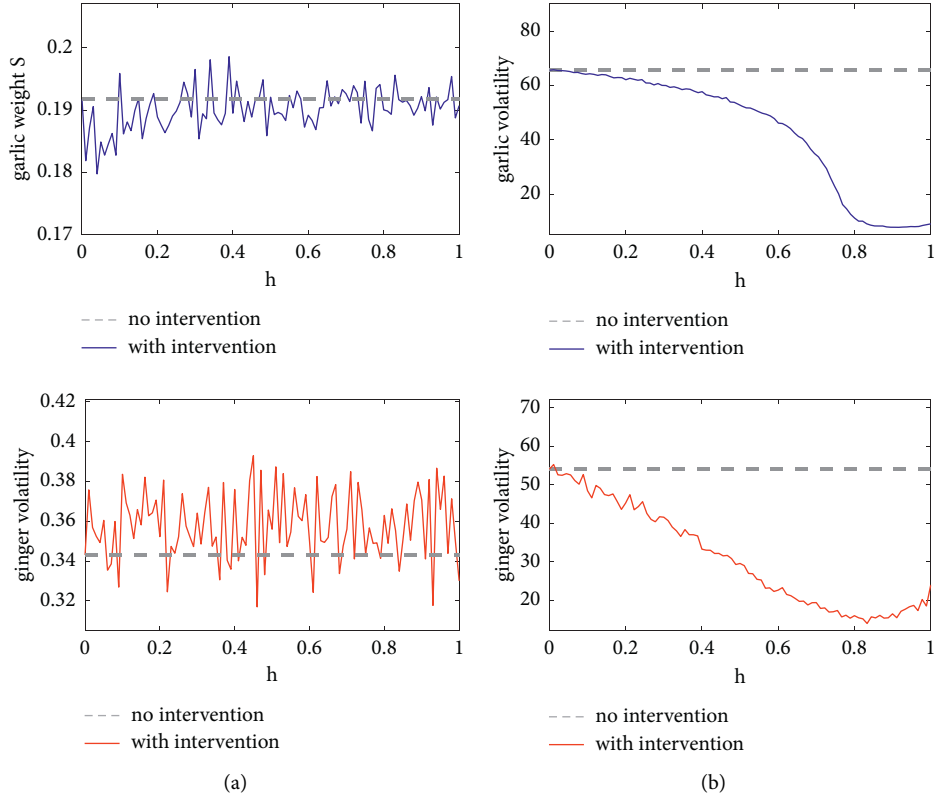 garlic weight S
0.2
0.19
0.18
0.17
0 0.2 0.4 0.6 0.8 1
h
no intervention
with intervention
garlic volatility
80
60
40
20
0 0.2 0.4 0.6 0.8 1
h
no intervention
with intervention
ginger volatility
0.42
0.4
0.38
0.36
0.34
0.32
0 0.2 0.4 0.6 0.8 1
h
no intervention
with intervention
(a)
ginger volatility
70
60
50
40
30
20
0 0.2 0.4 0.6 0.8 1
h
no intervention
with intervention
(b)